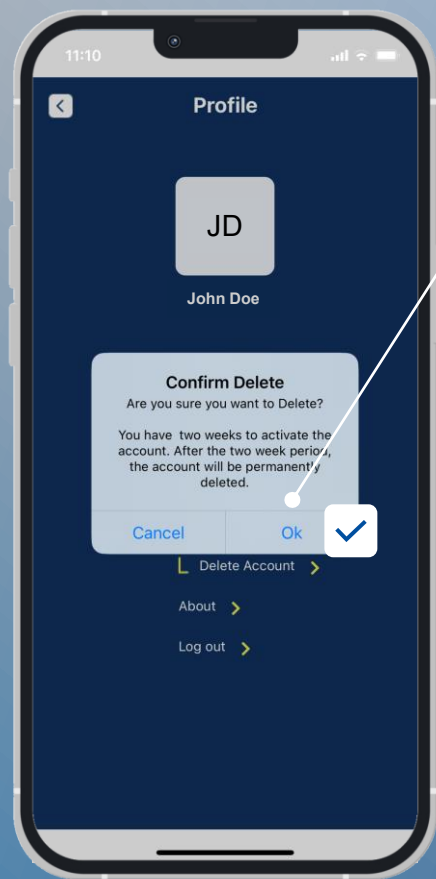 11:10
Profile
JD
John Doe
Confirm Delete
Are you sure you want to Delete?
You have two weeks to activate the
account. After the two week period,
the account will be permanently
deleted.
Cancel
Ok
Delete Account
About
Log out